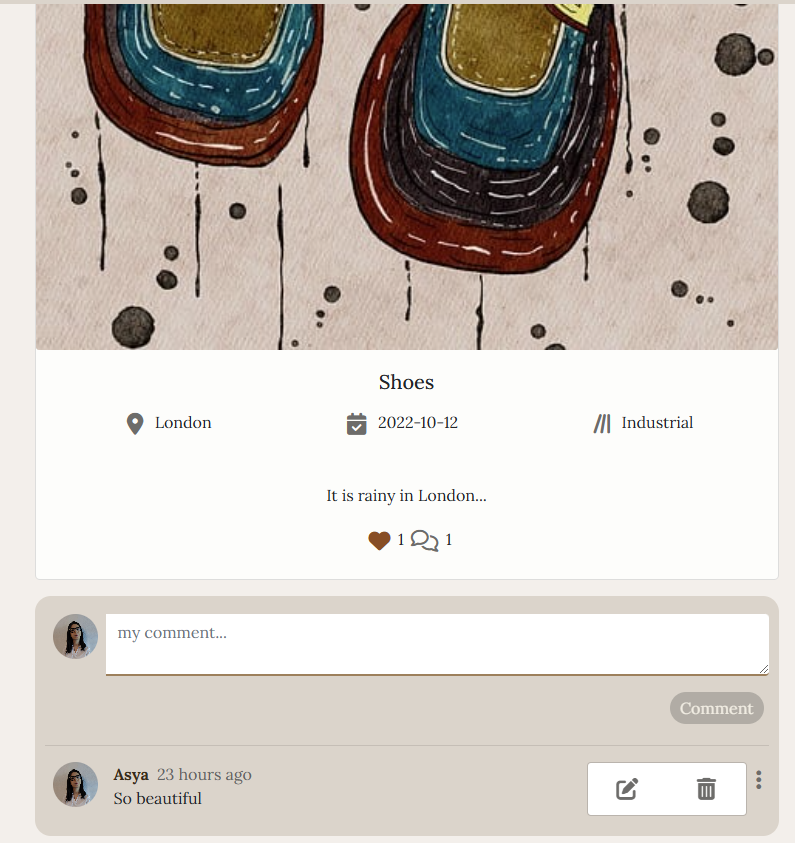 Shoes
London
2022-10-12
Industrial
It is rainy in London...
1 1
my comment...
Comment
Asya 23 hours ago
So beautiful